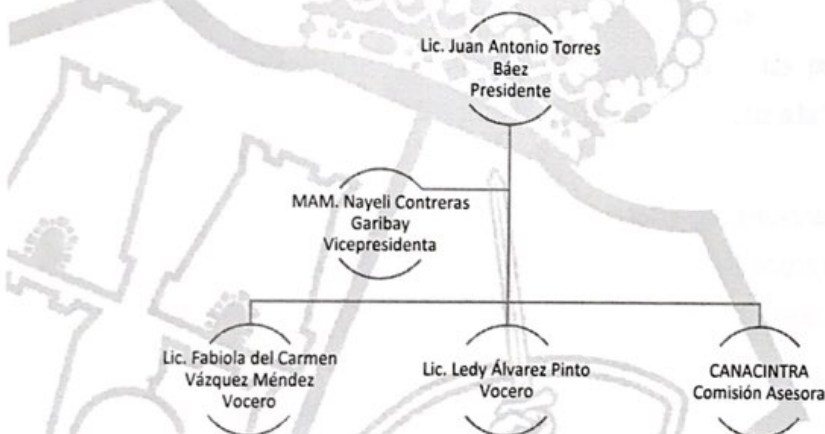 Lic. Juan Antonio Torres
Báez
Presidente
MAM. Nayeli Contreras
Garibay
Vicepresidenta
Lic. Fabiola del Carmen
Vázquez Méndez
Vocero
Lic. Ledy Álvarez Pinto
Vocero
CANACINTRA
Comisión Asesora